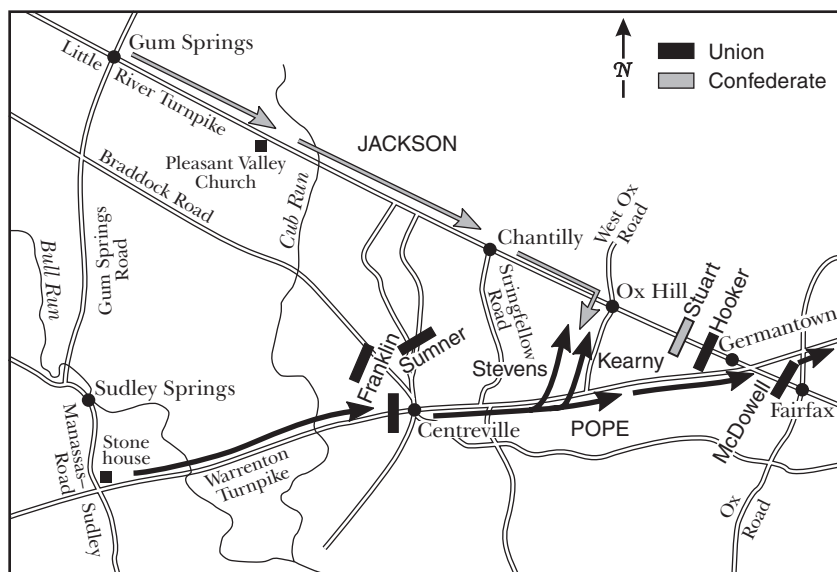 Gum Springs
Little River Turnpike
N
Union
Confederate
JACKSON
Pleasant Valley
Church
Braddock Road
Cub Run
West Ox
Road
Gum Springs
Road
Bull Run
Chantilly
Stringfellow
Road
Ox Hill
Stuart
Hooker
Germantown
Franklin
Sumner
Stevens
Kearny
McDowell
Fairfax
Sudley Springs
Centreville
POPE
Manassas–Sudley
Road
Stone
house
Warrenton
Turnpike
Ox
Road